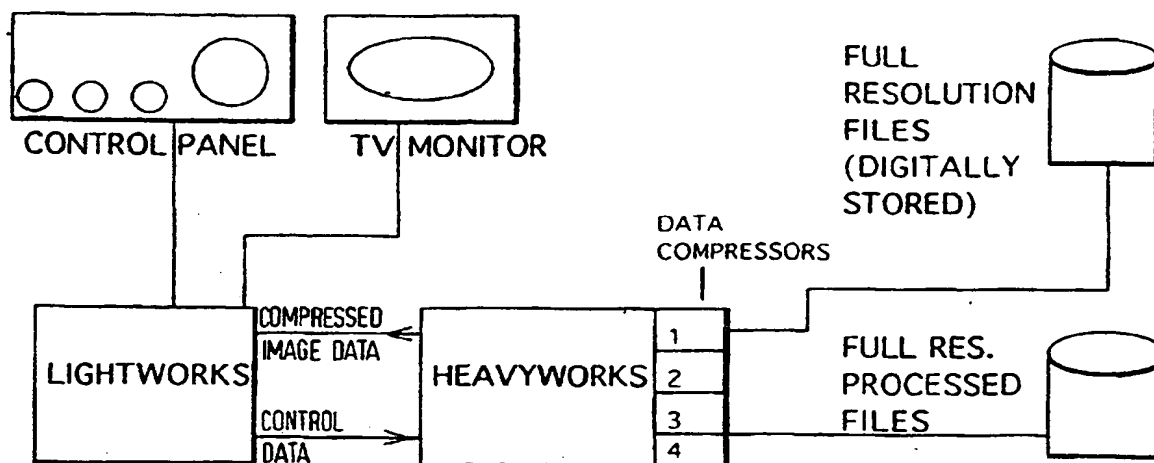 CONTROL PANEL
TV MONITOR
FULL
RESOLUTION
FILES
(DIGITALLY
STORED)
DATA
COMPRESSORS
LIGHTWORKS
COMPRESSED
IMAGE DATA
CONTROL
DATA
HEAVYWORKS
1
2
3
4
FULL RES.
PROCESSED
FILES